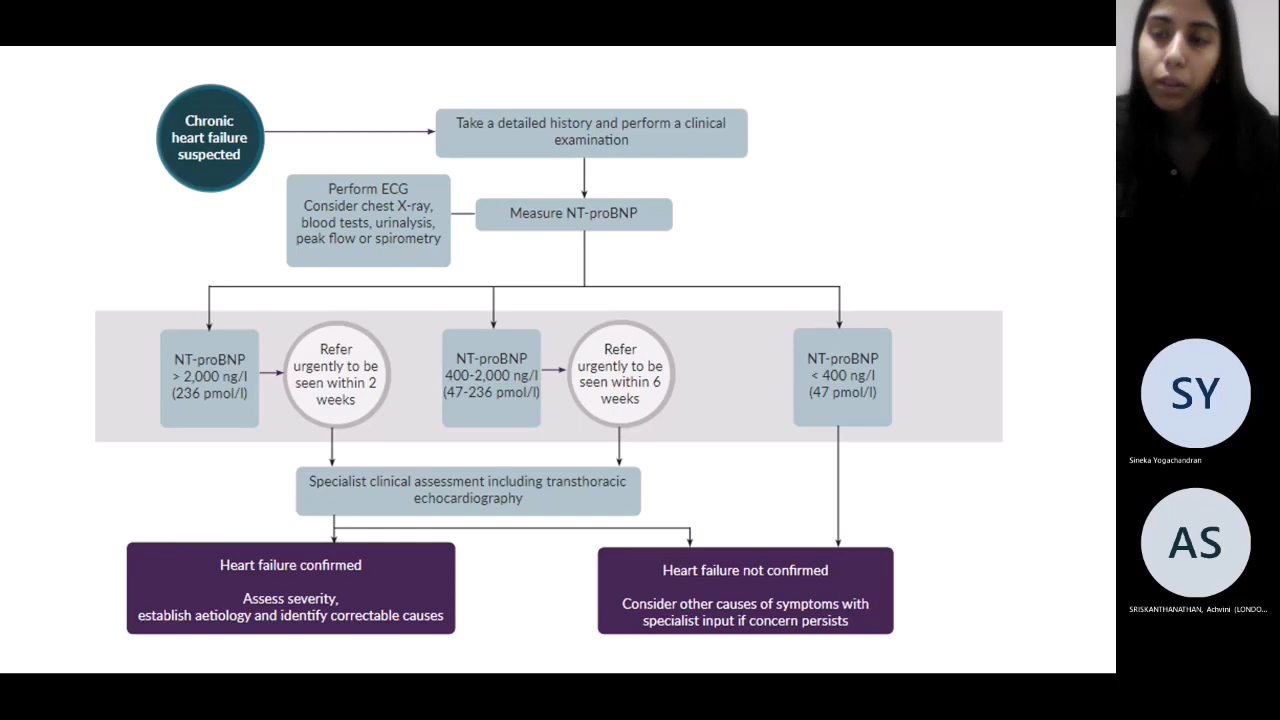 Chronic
heart failure
suspected
Take a detailed history and perform a clinical
examination
Perform ECG
Consider chest X-ray,
blood tests, urinalysis,
peak flow or spirometry
Measure NT-proBNP
NT-proBNP
> 2,000 ng/l
(236 pmol/l)
Refer
urgently to be
seen within 2
weeks
NT-proBNP
400-2,000 ng/l
(47-236 pmol/l)
Refer
urgently to be
seen within 6
weeks
NT-proBNP
< 400 ng/l
(47 pmol/l)
Specialist clinical assessment including transthoracic
echocardiography
Heart failure confirmed
Assess severity,
establish aetiology and identify correctable causes
Heart failure not confirmed
Consider other causes of symptoms with
specialist input if concern persists
SY
Sineka Yogachandran
AS
SRISKANTHANATHAN, Achvini (LONDO...